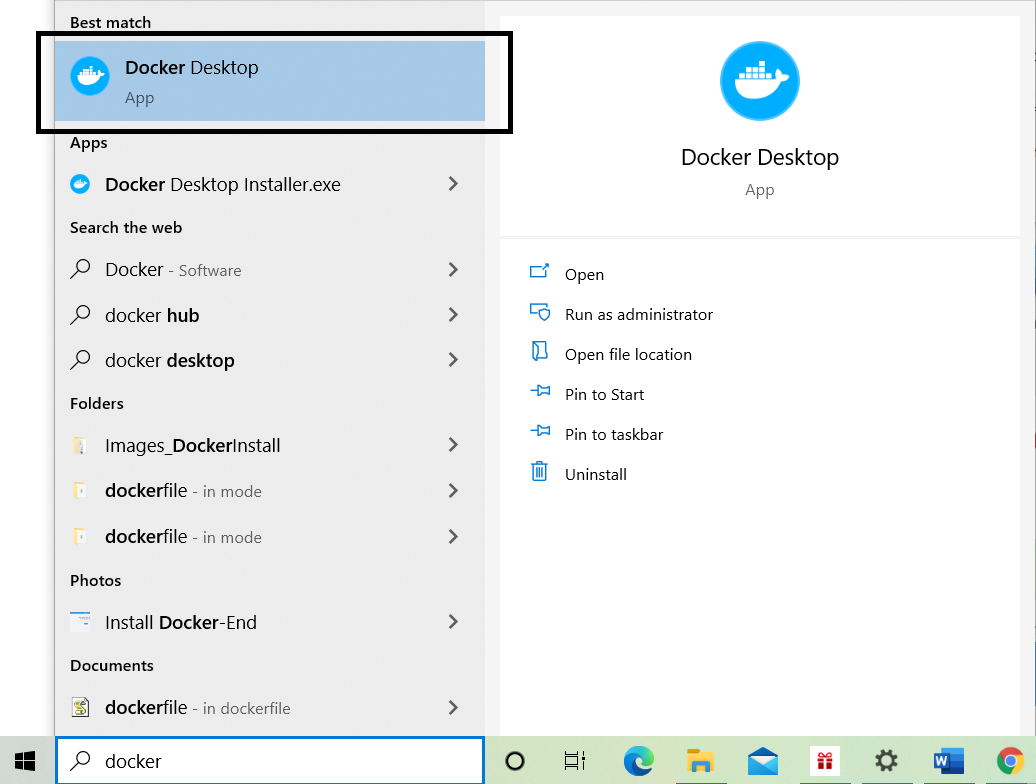 Best match
Docker Desktop
App
Apps
Docker Desktop Installer.exe
Search the web
Docker - Software
docker hub
docker desktop
Folders
Images_DockerInstall
dockerfile - in mode
dockerfile - in mode
Photos
Install Docker-End
Documents
dockerfile - in dockerfile
docker
Docker Desktop
App
Open
Run as administrator
Open file location
Pin to Start
Pin to taskbar
Uninstall
W